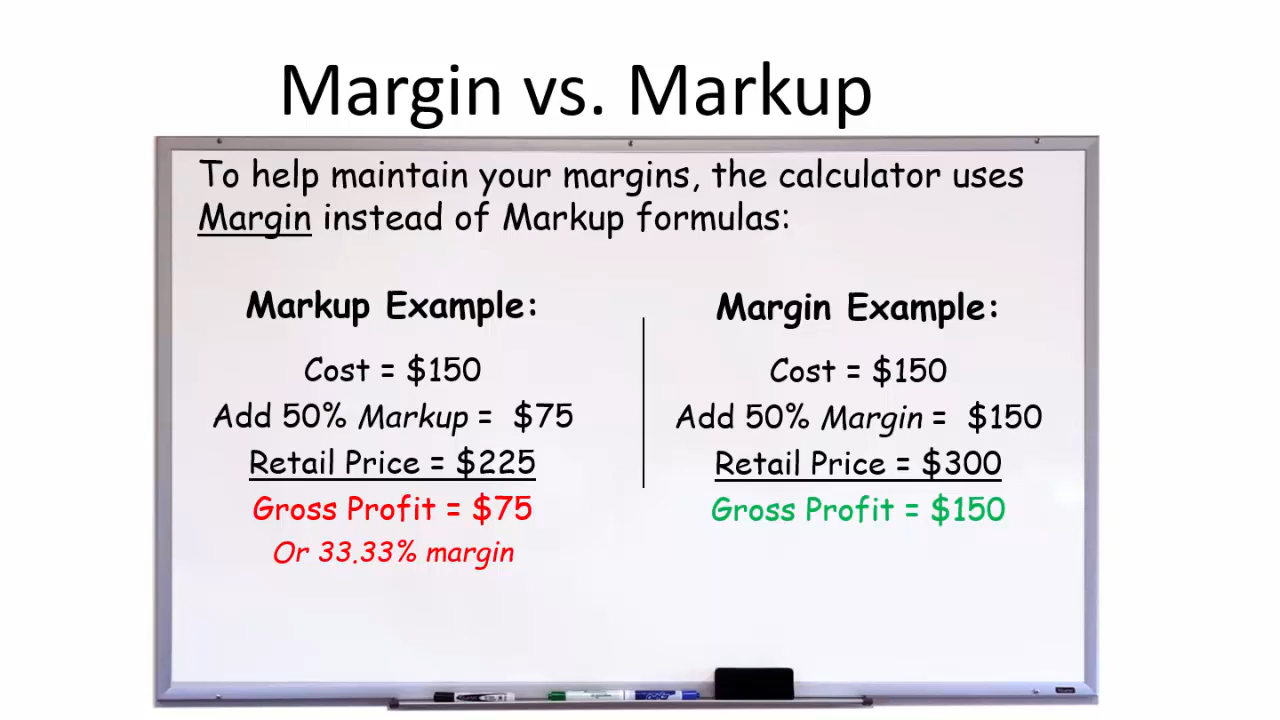 Margin vs. Markup
To help maintain your margins, the calculator uses
Margin instead of Markup formulas:
Markup Example:
Cost = $150
Add 50% Markup = $75
Retail Price = $225
Gross Profit = $75
Or 33.33% margin
Margin Example:
Cost = $150
Add 50% Margin = $150
Retail Price = $300
Gross Profit = $150